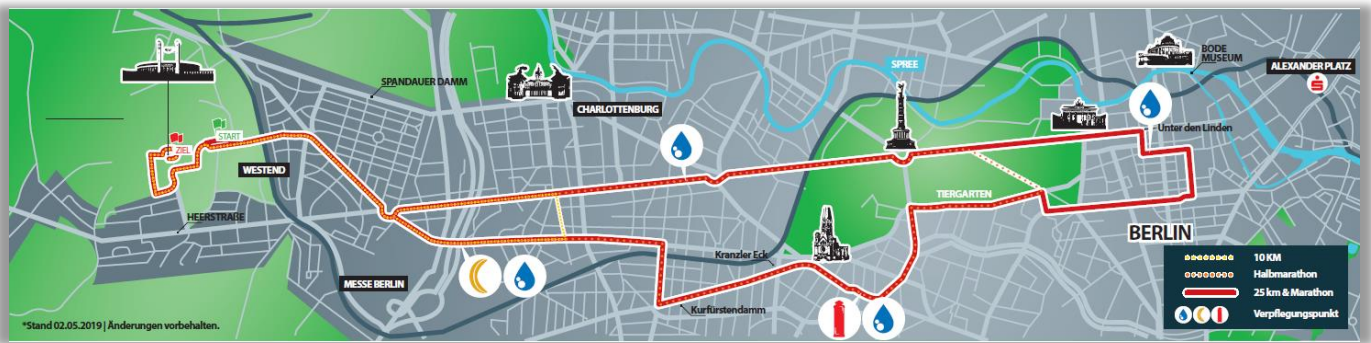 BODE
MUSEUM
ALEXANDER PLATZ
SPREE
SPANDAUER DAMM
CHARLOTTENBURG
START
ZIEL
Unter den Linden
WESTEND
TIERGARTEN
HEERSTRAßE
BERLIN
Kranzler Eck
MESSE BERLIN
Kurfürstendamm
10 KM
Halbmarathon
25 km & Marathon
Verpflegungspunkt
*Stand 02.05.2019 | Änderungen vorbehalten.